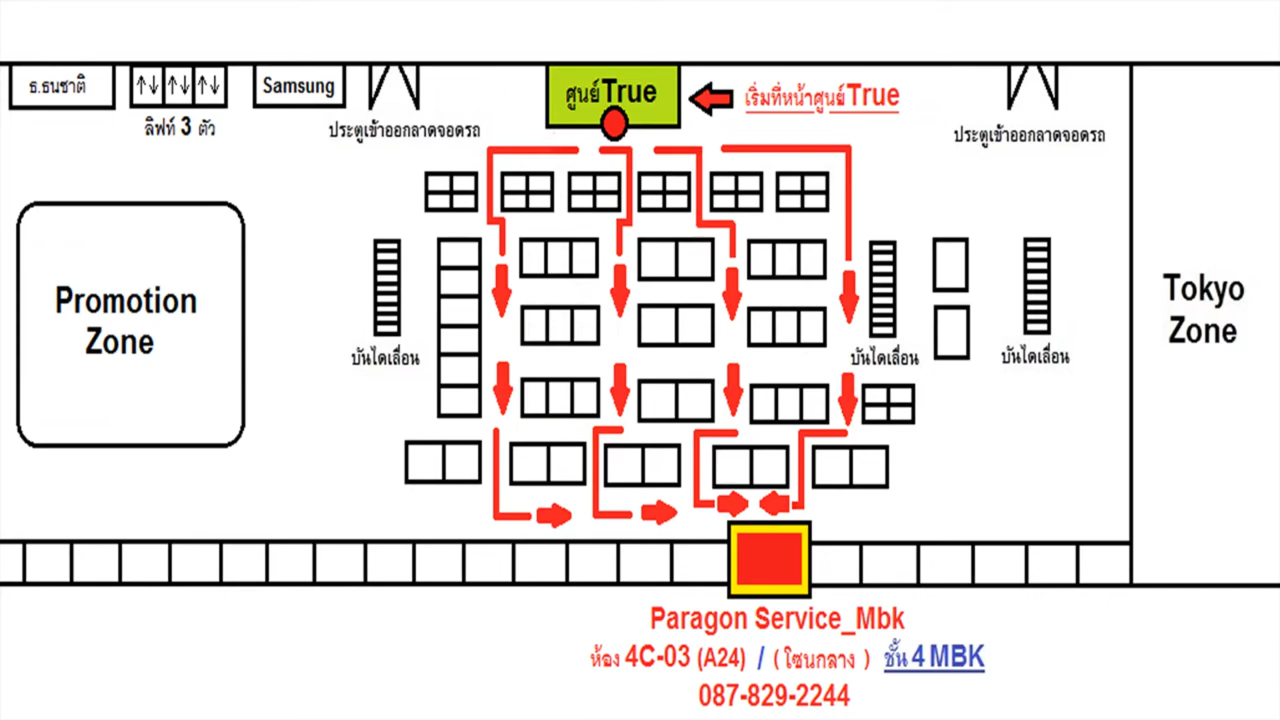 ธ.ธนชาติ
Samsung
ศูนย์True
เริ่มที่หน้าศูนย์True
ลิฟท์ 3 ตัว
ประตูเข้าออกลาดจอดรถ
ประตูเข้าออกลาดจอดรถ
Promotion
Zone
Tokyo
Zone
บันไดเลื่อน
บันไดเลื่อน
บันไดเลื่อน
Paragon Service_Mbk
ห้อง 4C-03 (A24) / ( โซนกลาง ) ชั้น 4 MBK
087-829-2244